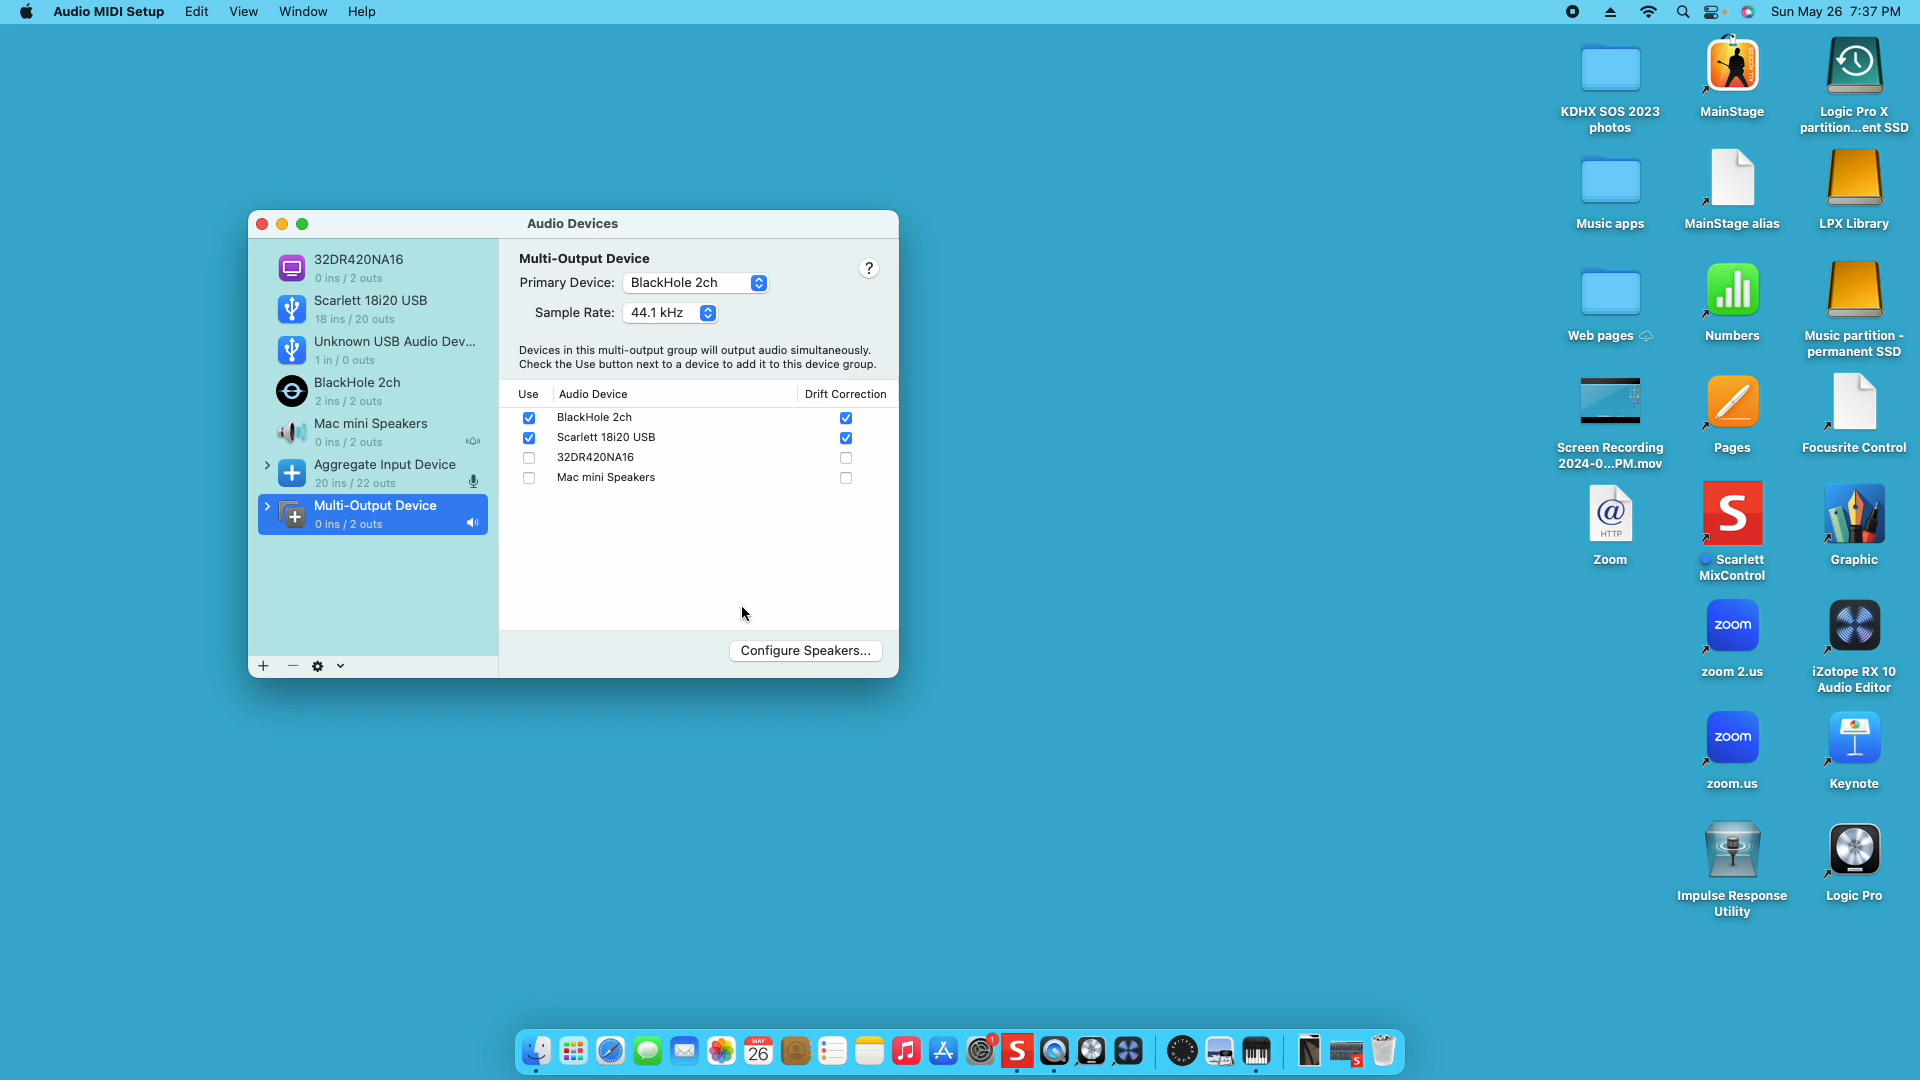 Audio MIDI Setup Edit View Window Help Sun May 26 7:37 PM
Audio Devices
32DR420NA16
0 ins / 2 outs
Scarlett 18i20 USB
18 ins / 20 outs
Unknown USB Audio Dev...
1 in / 0 outs
BlackHole 2ch
2 ins / 2 outs
Mac mini Speakers
0 ins / 2 outs
Aggregate Input Device
20 ins / 22 outs
Multi-Output Device
0 ins / 2 outs
Multi-Output Device
?
Primary Device: BlackHole 2ch
Sample Rate: 44.1 kHz
Devices in this multi-output group will output audio simultaneously.
Check the Use button next to a device to add it to this device group.
Use Audio Device Drift Correction
BlackHole 2ch
Scarlett 18i20 USB
32DR420NA16
Mac mini Speakers
Configure Speakers...
KDHX SOS 2023
photos
MainStage
Logic Pro X
partition...ent SSD
Music apps
MainStage alias
LPX Library
Web pages
Numbers
Music partition -
permanent SSD
Screen Recording
2024-0...PM.mov
Pages
Focusrite Control
@
HTTP
Zoom
S
Scarlett
MixControl
Graphic
zoom
zoom 2.us
iZotope RX 10
Audio Editor
zoom
zoom.us
Keynote
Impulse Response
Utility
Logic Pro
MAY
26
1
S
S